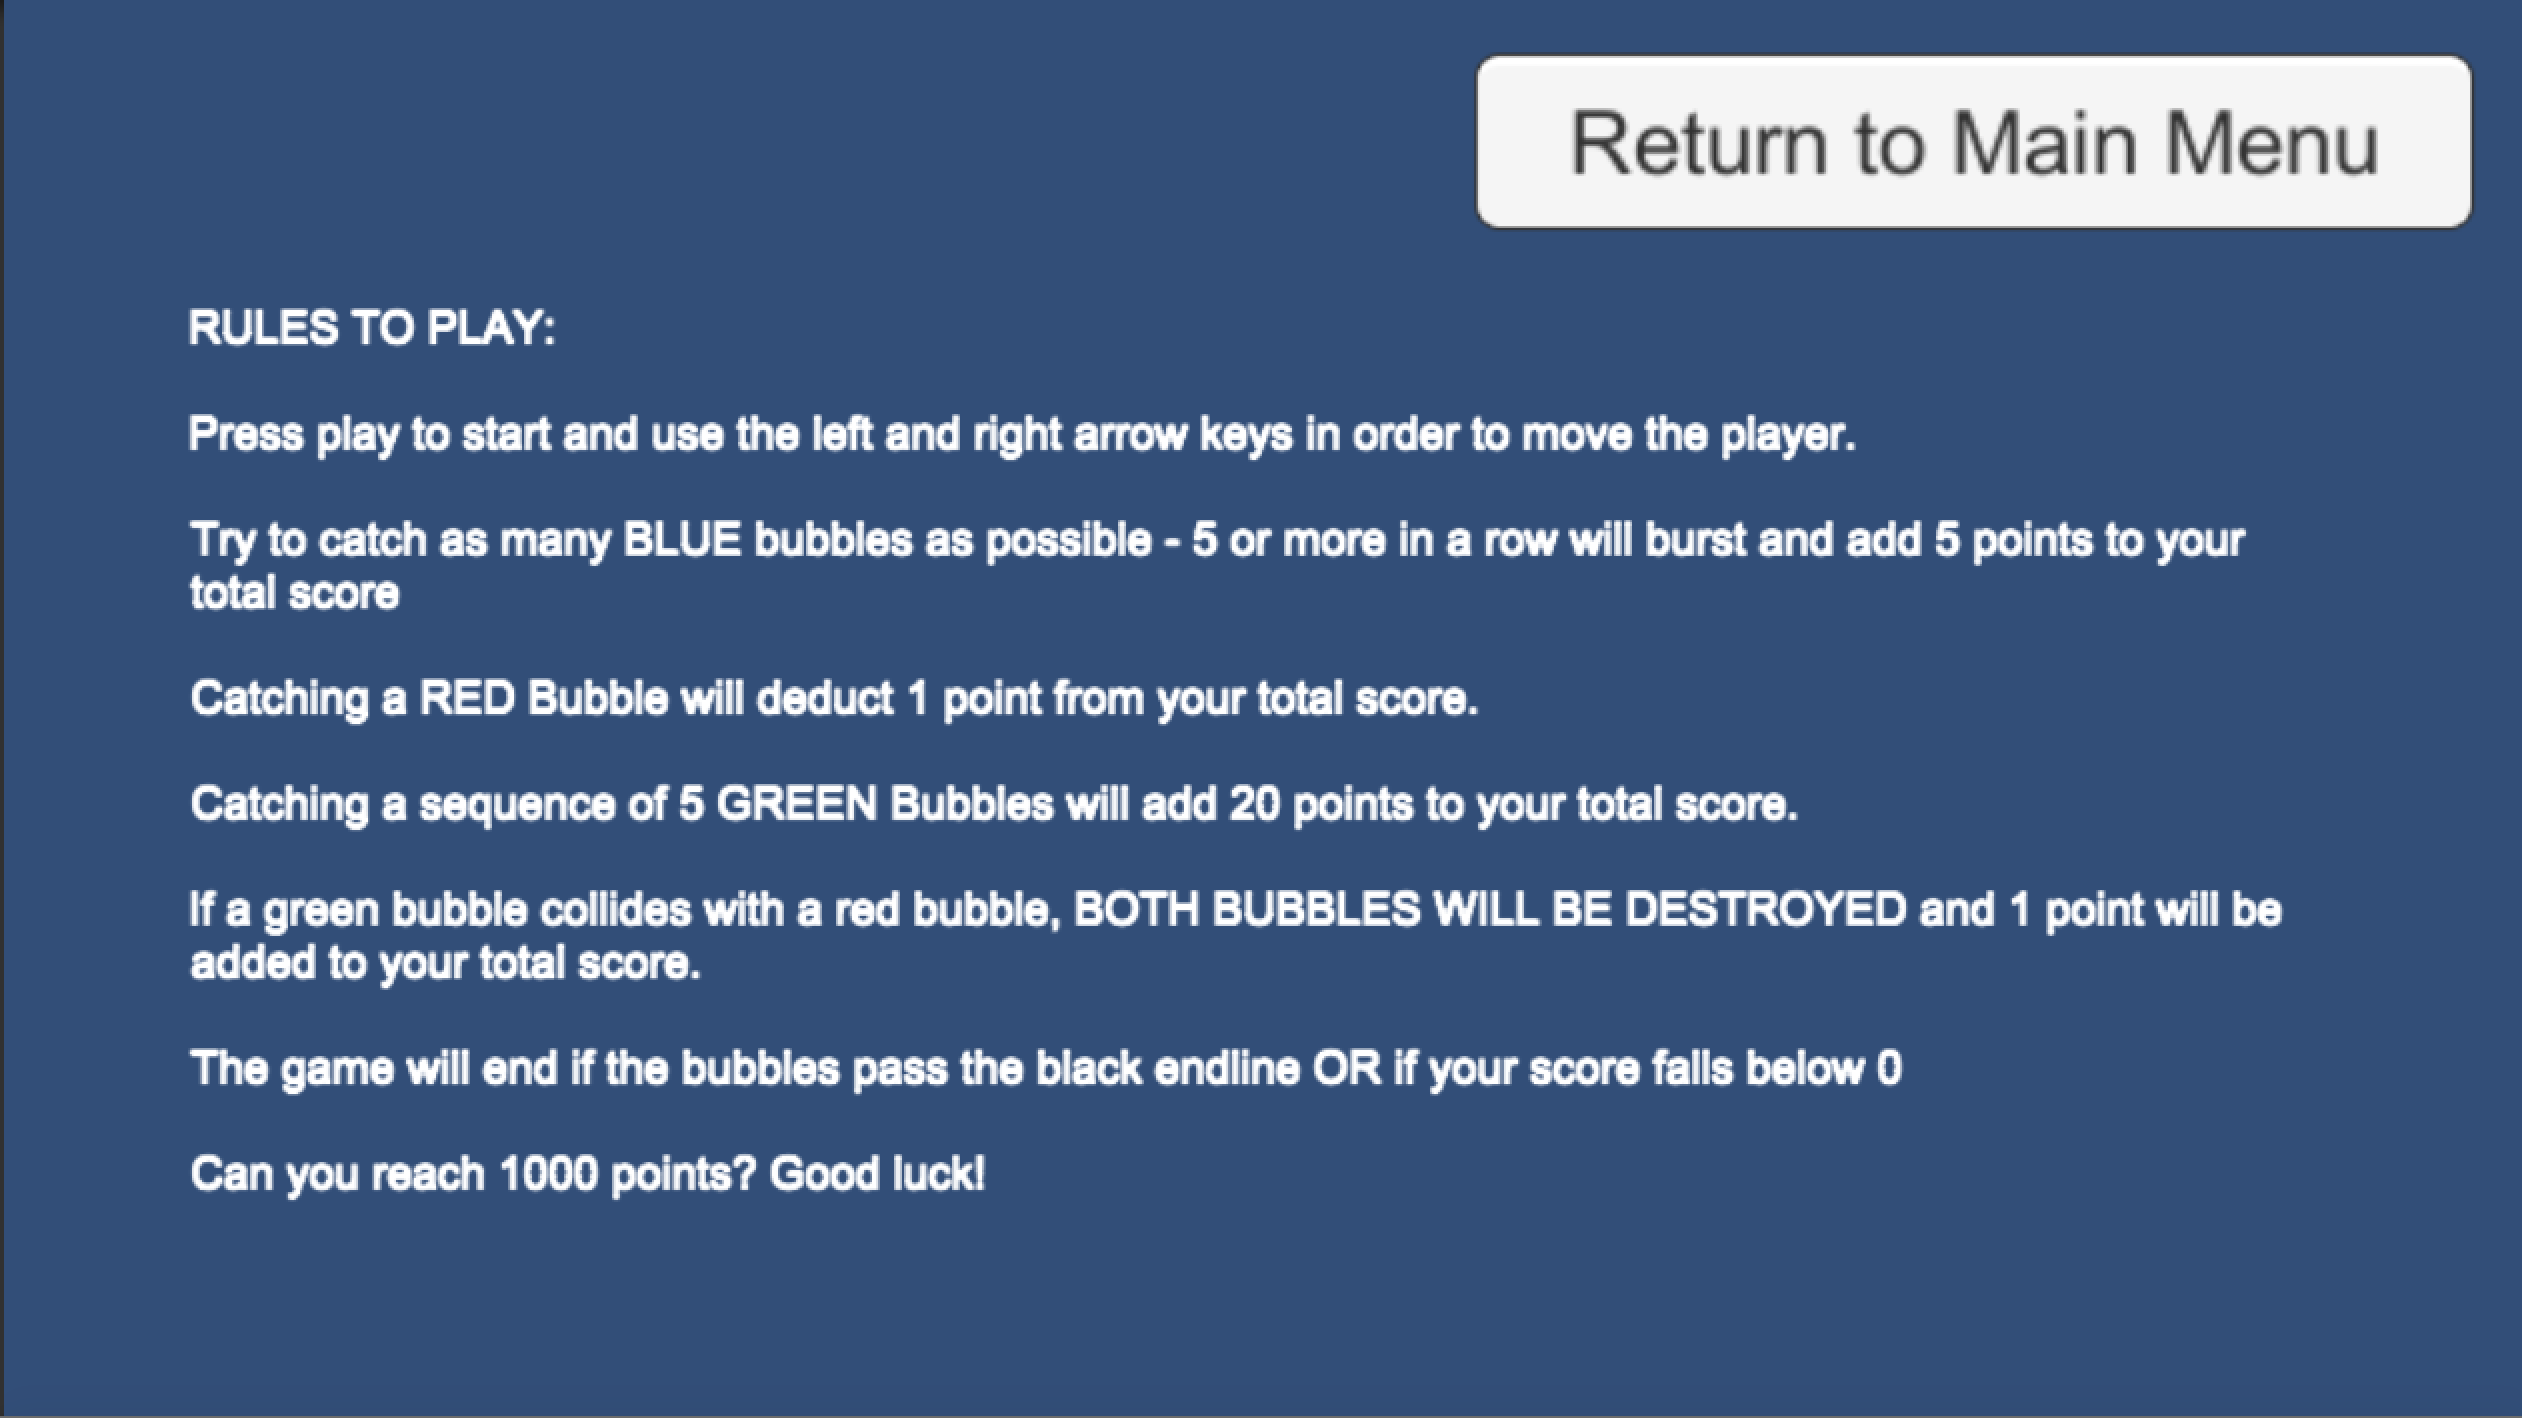 Return to Main Menu
RULES TO PLAY:
Press play to start and use the left and right arrow keys in order to move the player.
Try to catch as many BLUE bubbles as possible - 5 or more in a row will burst and add 5 points to your
total score
Catching a RED Bubble will deduct 1 point from your total score.
Catching a sequence of 5 GREEN Bubbles will add 20 points to your total score.
If a green bubble collides with a red bubble, BOTH BUBBLES WILL BE DESTROYED and 1 point will be
added to your total score.
The game will end if the bubbles pass the black endline OR if your score falls below 0
Can you reach 1000 points? Good luck!